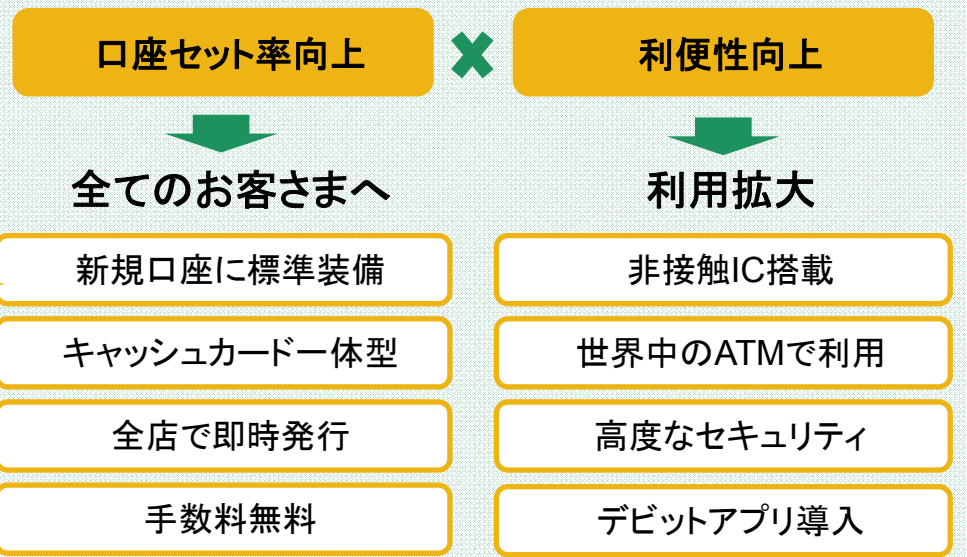 口座セット率向上
利便性向上
全てのお客さまへ
利用拡大
新規口座に標準装備
非接触IC搭載
キャッシュカード一体型
世界中のATMで利用
全店で即時発行
高度なセキュリティ
手数料無料
デビットアプリ導入